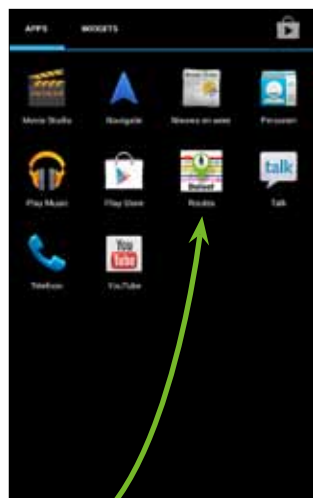 APPS WIDGETS
Movie Studio Navigatie Nieuws en weer Personen
talk
Play Music Play Store Routes Talk
You
Tube
Telefoon YouTube